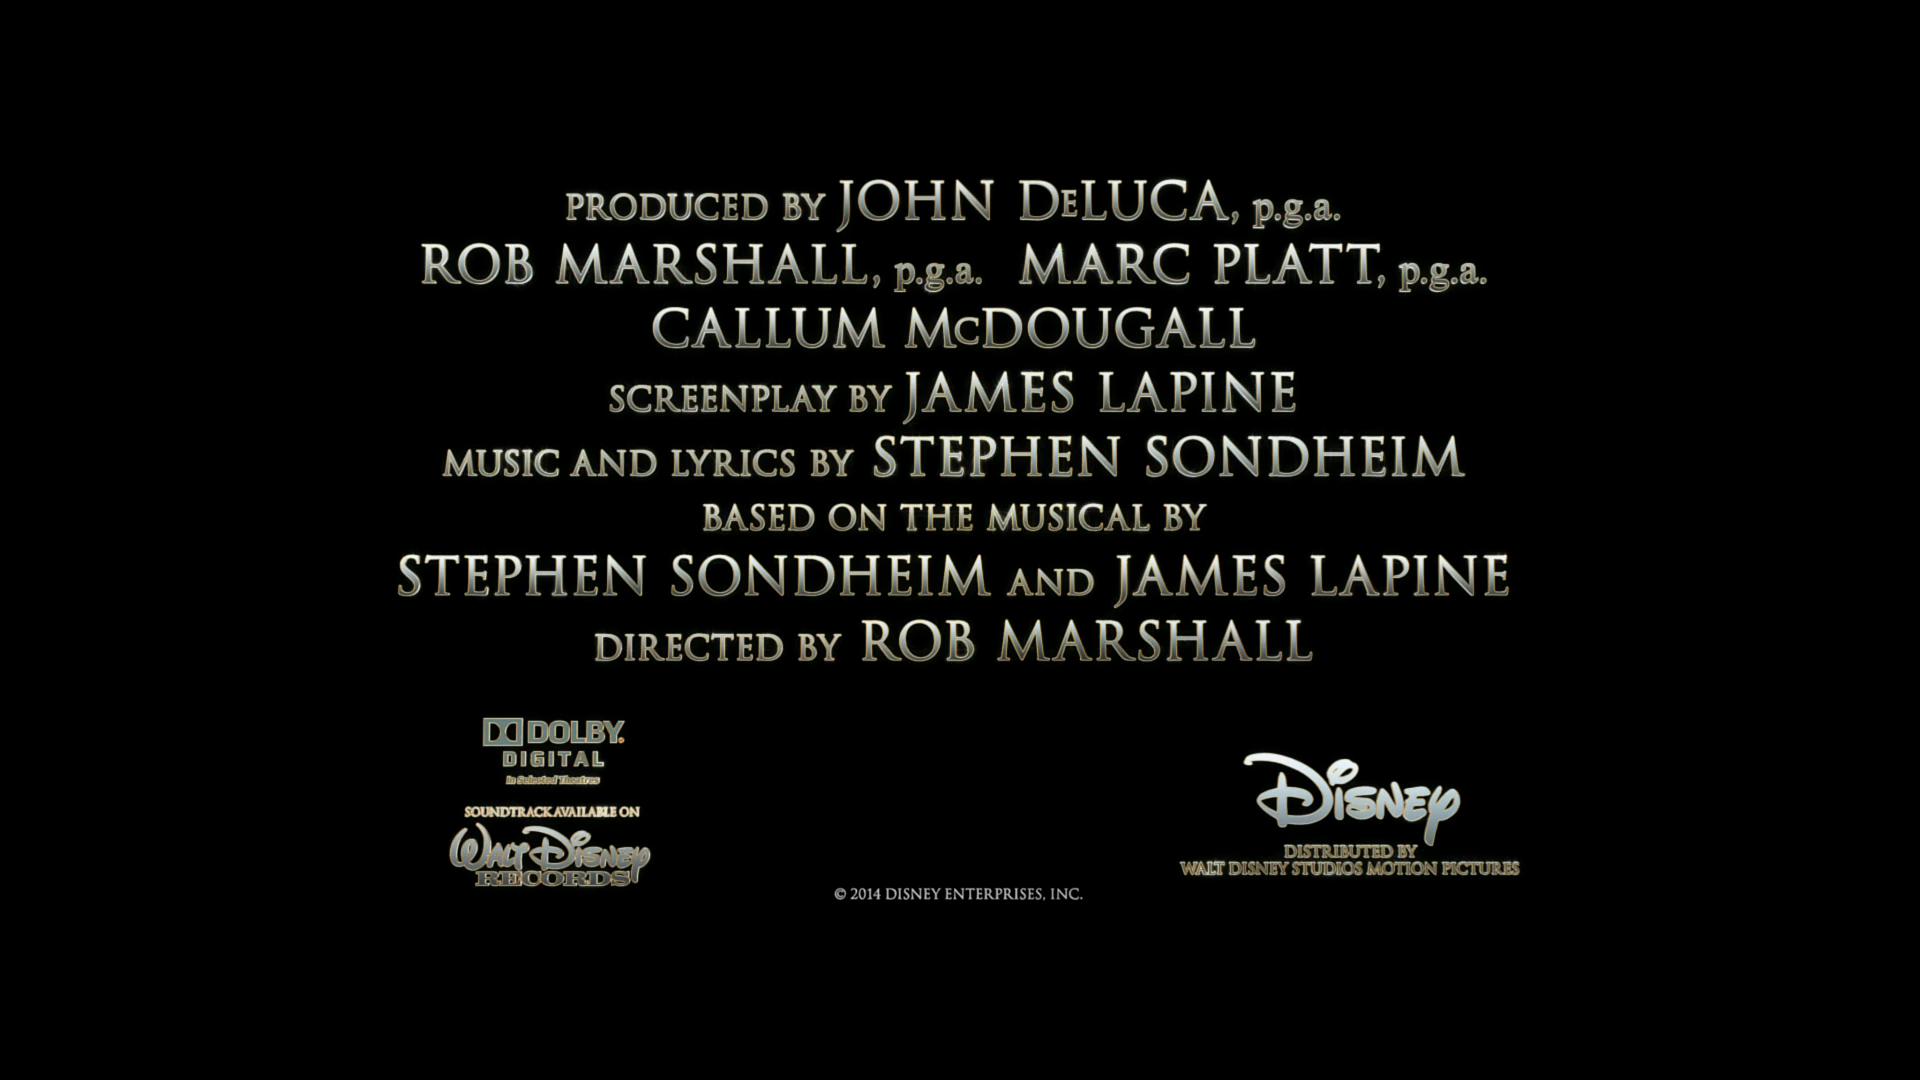 PRODUCED BY JOHN DeLUCA, p.g.a.
ROB MARSHALL, p.g.a. MARC PLATT, p.g.a.
CALLUM McDOUGALL
SCREENPLAY BY JAMES LAPINE
MUSIC AND LYRICS BY STEPHEN SONDHEIM
BASED ON THE MUSICAL BY
STEPHEN SONDHEIM AND JAMES LAPINE
DIRECTED BY ROB MARSHALL
DOLBY
DIGITAL
In Selected Theatres
SOUNDTRACK AVAILABLE ON
WALT DISNEY
RECORDS
DISNEY
DISTRIBUTED BY
WALT DISNEY STUDIOS MOTION PICTURES
© 2014 DISNEY ENTERPRISES, INC.